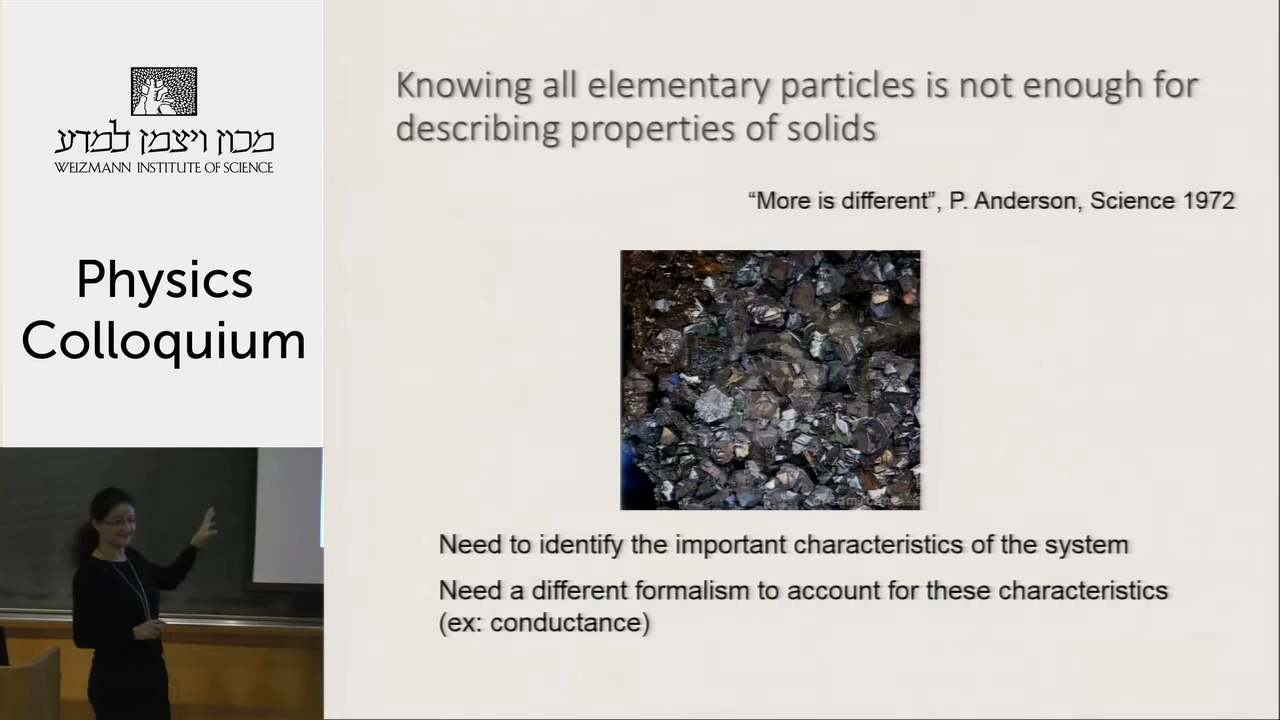 מכון ויצמן למדע
WEIZMANN INSTITUTE OF SCIENCE
Physics
Colloquium
Knowing all elementary particles is not enough for
describing properties of solids
“More is different”, P. Anderson, Science 1972
Need to identify the important characteristics of the system
Need a different formalism to account for these characteristics
(ex: conductance)